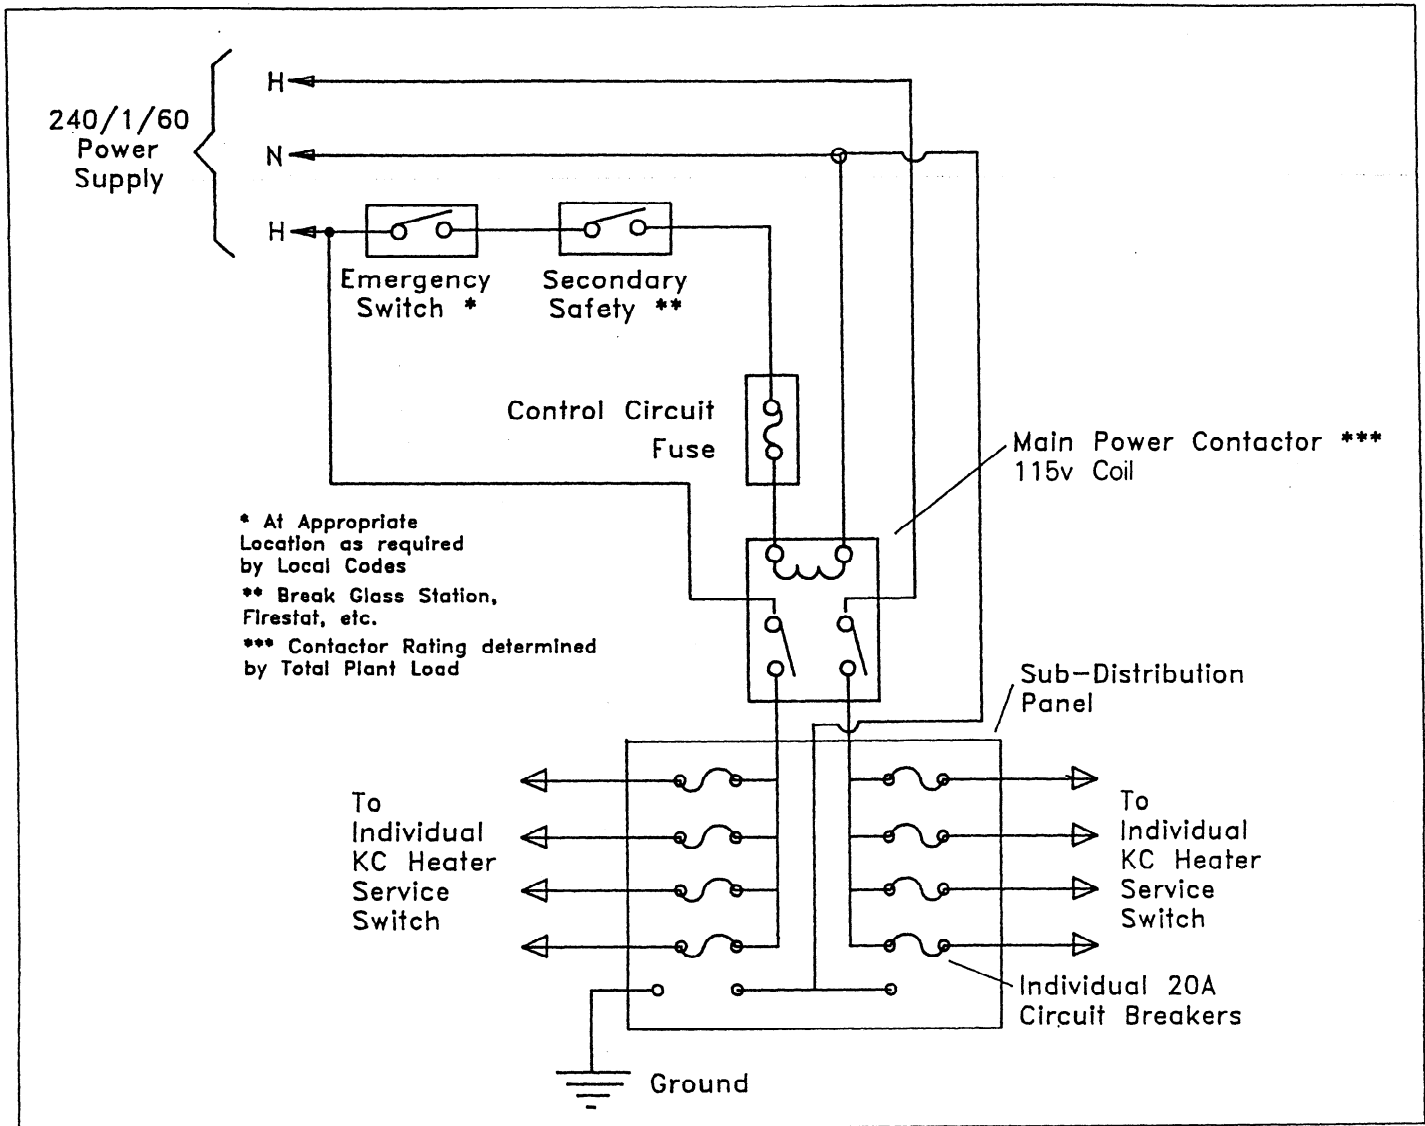 H
240/1/60
Power
Supply
N
H
Emergency
Switch *
Secondary
Safety **
Control Circuit
Fuse
Main Power Contactor ***
115v Coil
* At Appropriate
Location as required
by Local Codes
** Break Glass Station,
Firestat, etc.
*** Contactor Rating determined
by Total Plant Load
Sub-Distribution
Panel
To
Individual
KC Heater
Service
Switch
To
Individual
KC Heater
Service
Switch
Individual 20A
Circuit Breakers
Ground